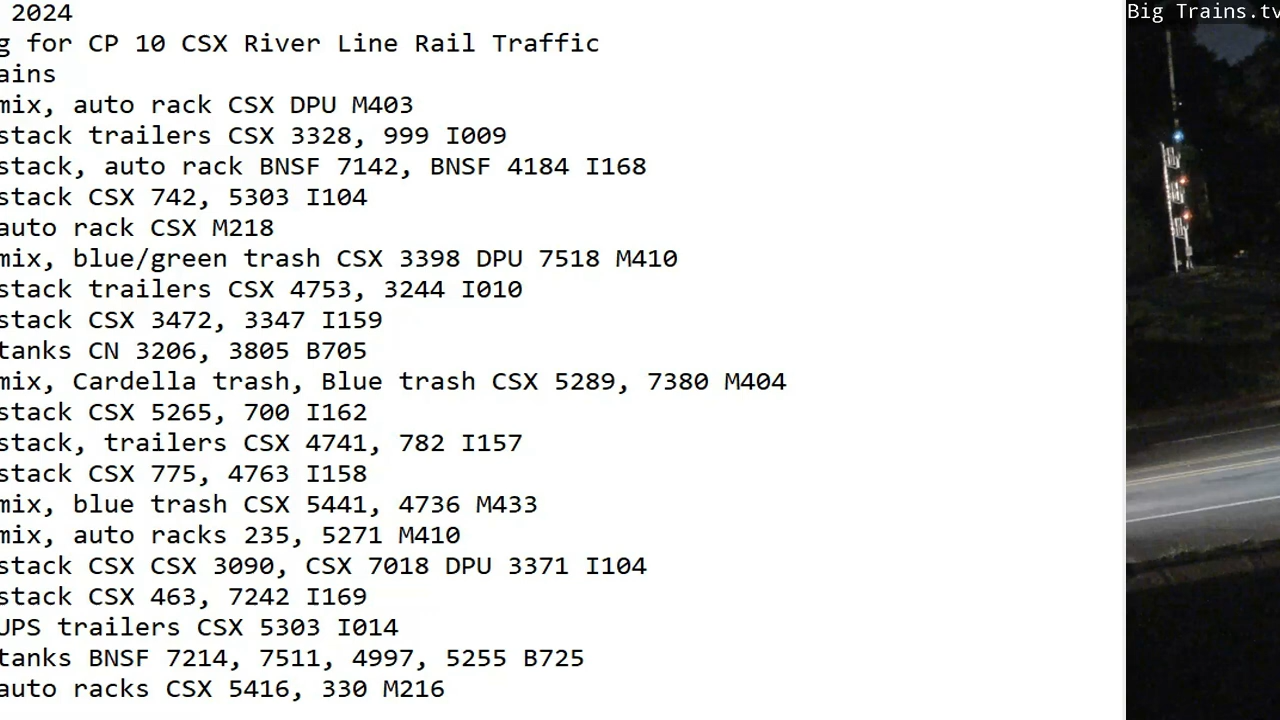 2024
g for CP 10 CSX River Line Rail Traffic
ains
mix, auto rack CSX DPU M403
stack trailers CSX 3328, 999 I009
stack, auto rack BNSF 7142, BNSF 4184 I168
stack CSX 742, 5303 I104
auto rack CSX M218
mix, blue/green trash CSX 3398 DPU 7518 M410
stack trailers CSX 4753, 3244 I010
stack CSX 3472, 3347 I159
tanks CN 3206, 3805 B705
mix, Cardella trash, Blue trash CSX 5289, 7380 M404
stack CSX 5265, 700 I162
stack, trailers CSX 4741, 782 I157
stack CSX 775, 4763 I158
mix, blue trash CSX 5441, 4736 M433
mix, auto racks 235, 5271 M410
stack CSX CSX 3090, CSX 7018 DPU 3371 I104
stack CSX 463, 7242 I169
UPS trailers CSX 5303 I014
tanks BNSF 7214, 7511, 4997, 5255 B725
auto racks CSX 5416, 330 M216
Big Trains.tv